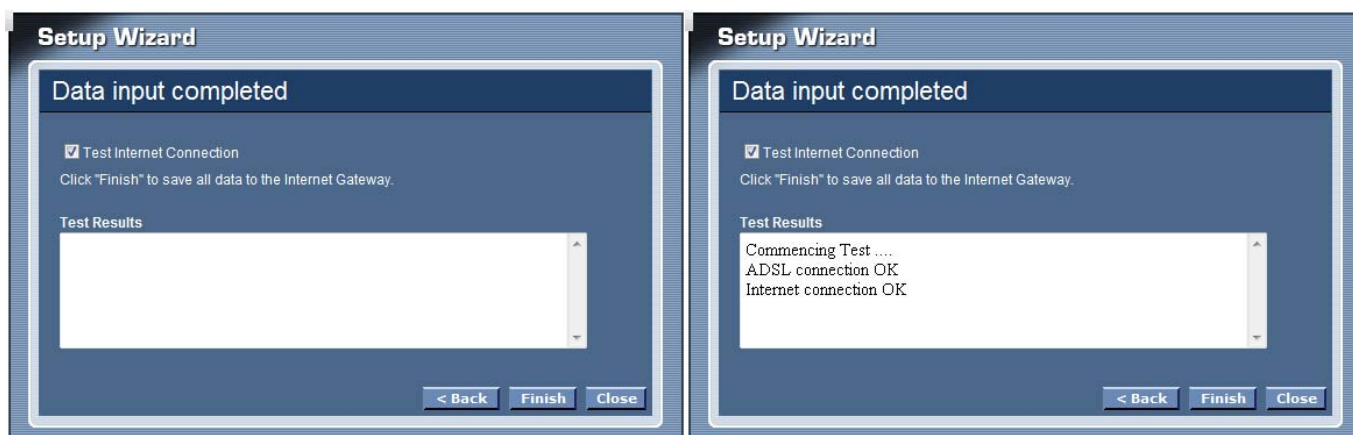 Setup Wizard
Data input completed
Test Internet Connection
Click "Finish" to save all data to the Internet Gateway.
Test Results
< Back Finish Close
Setup Wizard
Data input completed
Test Internet Connection
Click "Finish" to save all data to the Internet Gateway.
Test Results
Commencing Test ....
ADSL connection OK
Internet connection OK
< Back Finish Close